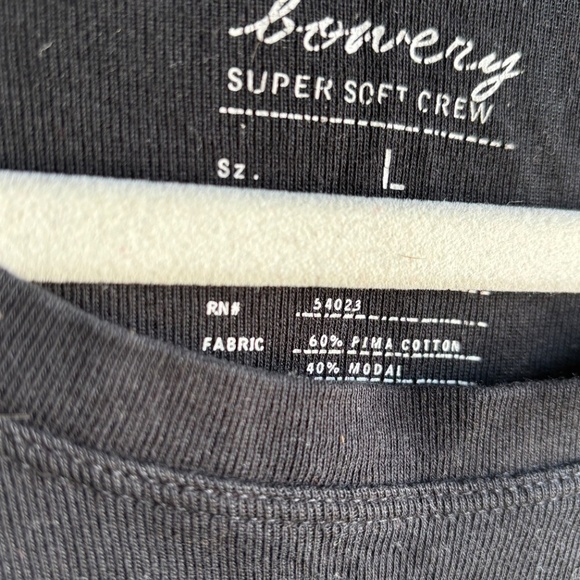 bowery
SUPER SOFT CREW
Sz. L
RN# 54023
FABRIC 60% PIMA COTTON
40% MODAL